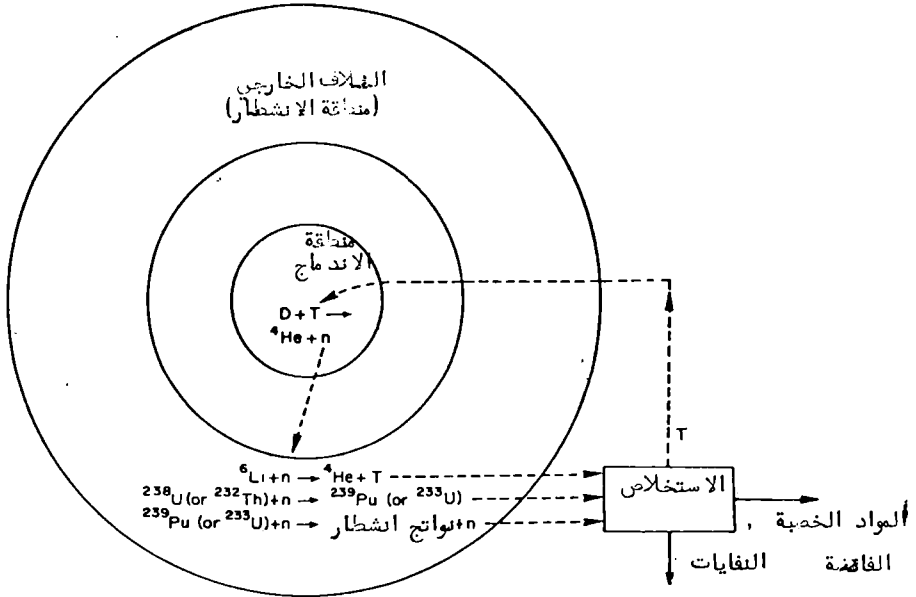 الغلاف الخارجي
(منطقة الانشطار)
منطقة
الاندماج
D + T →
⁴He + n
T
⁶Li + n → ⁴He + T
²³⁸U (or ²³²Th) + n → ²³⁹Pu (or ²³³U)
²³⁹Pu (or ²³³U) + n → نواتج انشطار + n
الاستخلاص
المواد الخصبة ,
الفائضة
النفايات